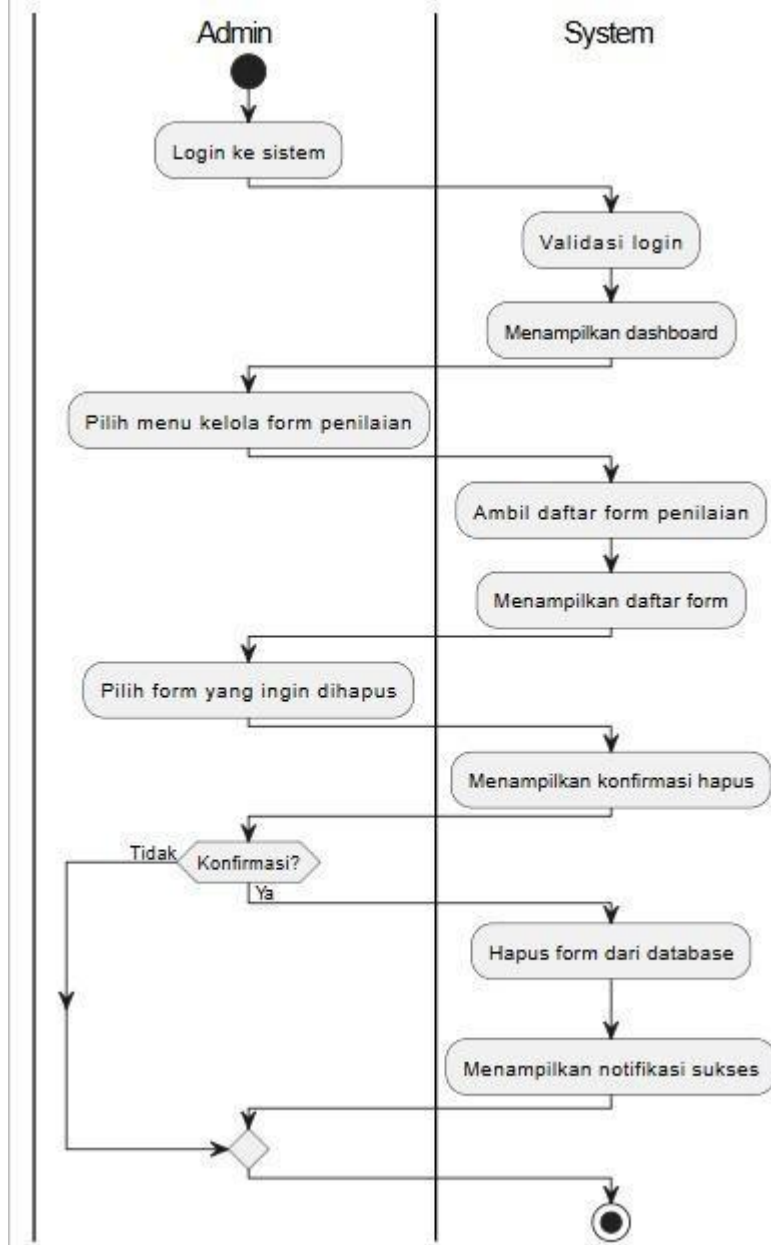 Admin
System
Login ke sistem
Validasi login
Menampilkan dashboard
Pilih menu kelola form penilaian
Ambil daftar form penilaian
Menampilkan daftar form
Pilih form yang ingin dihapus
Menampilkan konfirmasi hapus
Tidak
Konfirmasi?
Ya
Hapus form dari database
Menampilkan notifikasi sukses